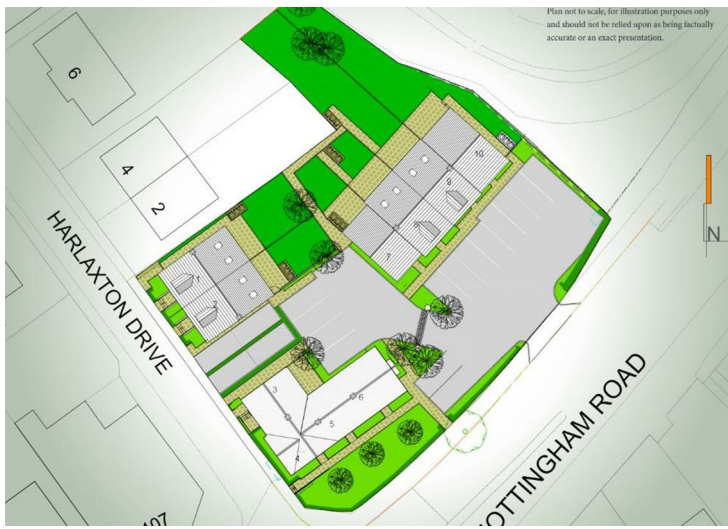 Plan not to scale, for illustration purposes only
and should not be relied upon as being factually
accurate or an exact presentation.
6
4
2
10
9
7
1
2
HARLAXTON DRIVE
3
6
5
4
N
NOTTINGHAM ROAD
107